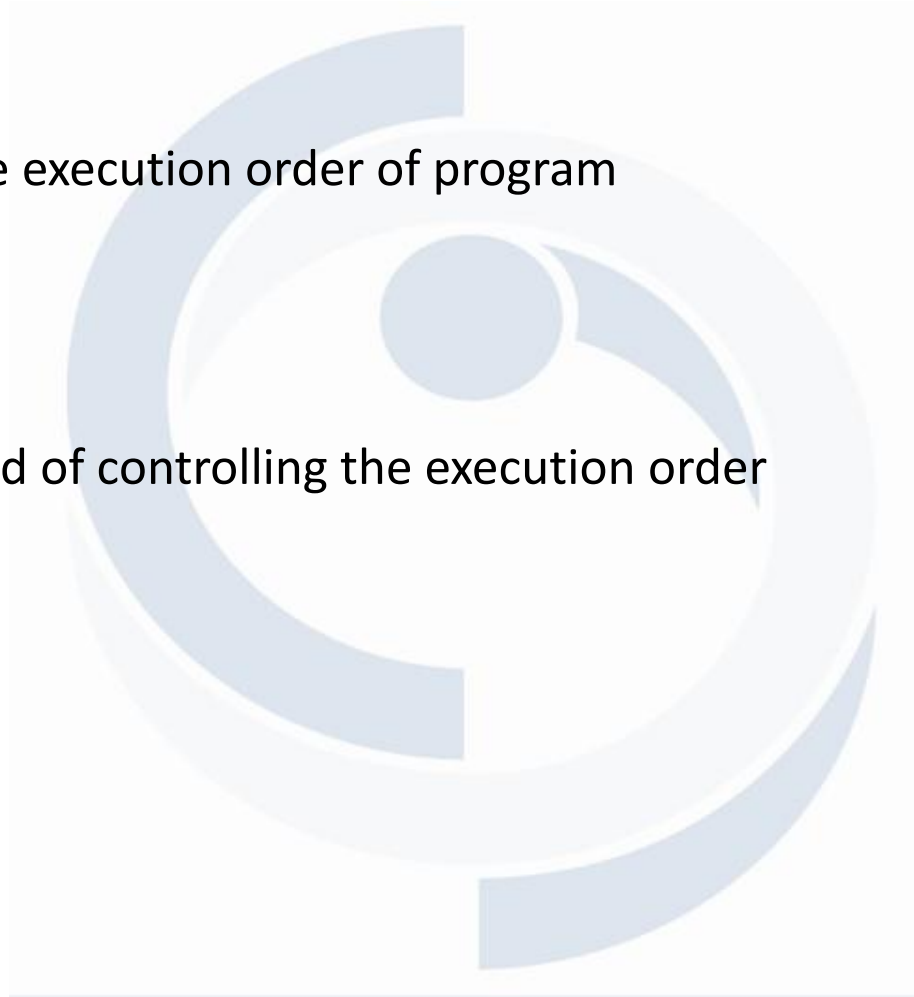 e execution order of program
d of controlling the execution order